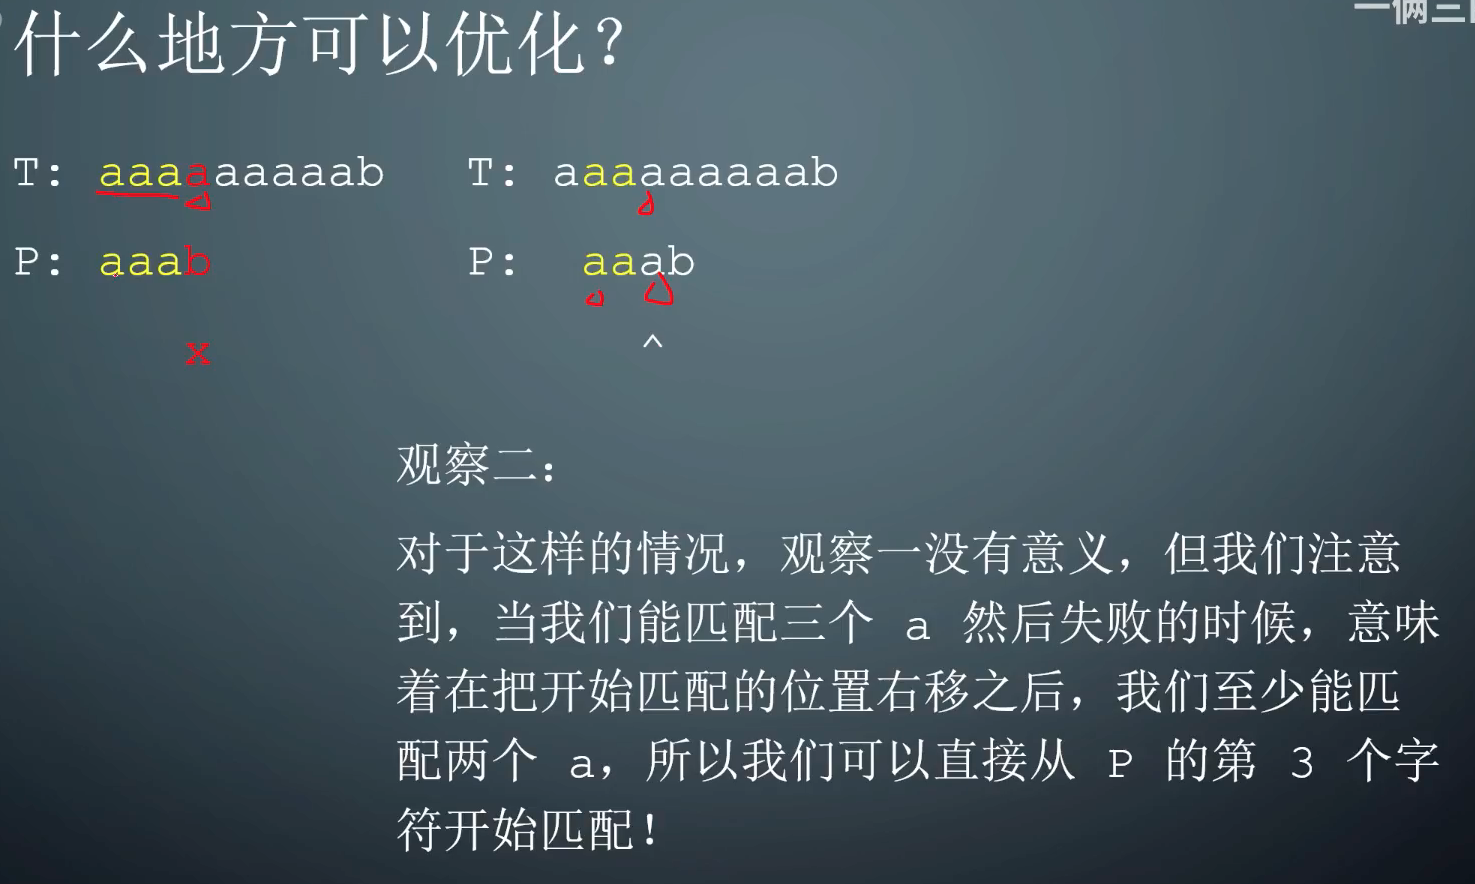 一俩三
什么地方可以优化？
T: aaaaaaaaab T: aaaaaaaaab
P: aaab P: aaab
x ^
观察二：
对于这样的情况，观察一没有意义，但我们注意
到，当我们能匹配三个 a 然后失败的时候，意味
着在把开始匹配的位置右移之后，我们至少能匹
配两个 a，所以我们可以直接从 P 的第 3 个字
符开始匹配！